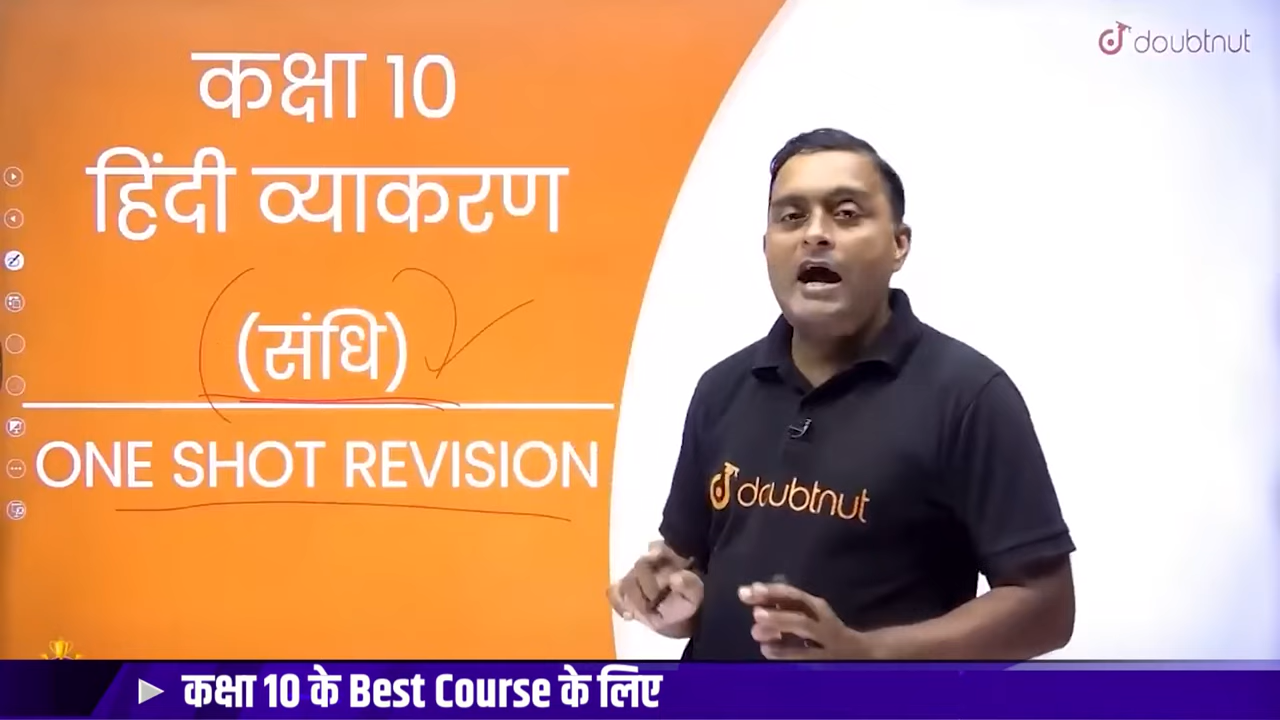 कक्षा 10
हिंदी व्याकरण
(संधि)
ONE SHOT REVISION
doubtnut
doubtnut
कक्षा 10 के Best Course के लिए